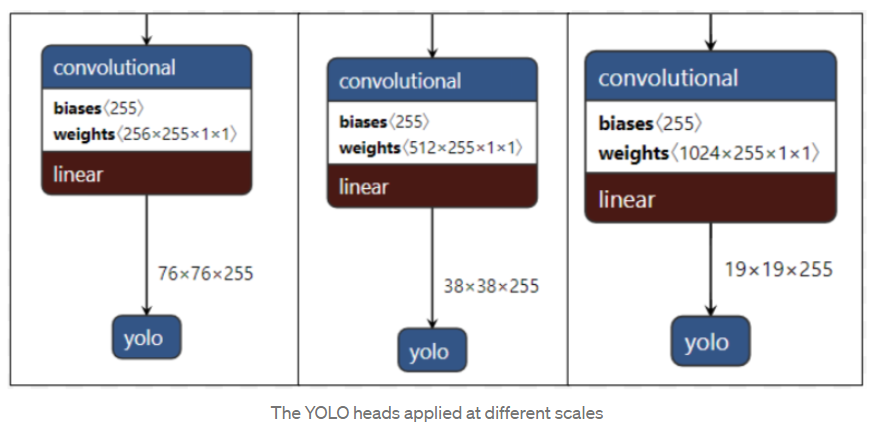 convolutional
biases〈255〉
weights〈256×255×1×1〉
linear
76×76×255
yolo
convolutional
biases〈255〉
weights〈512×255×1×1〉
linear
38×38×255
yolo
convolutional
biases〈255〉
weights〈1024×255×1×1〉
linear
19×19×255
yolo
The YOLO heads applied at different scales